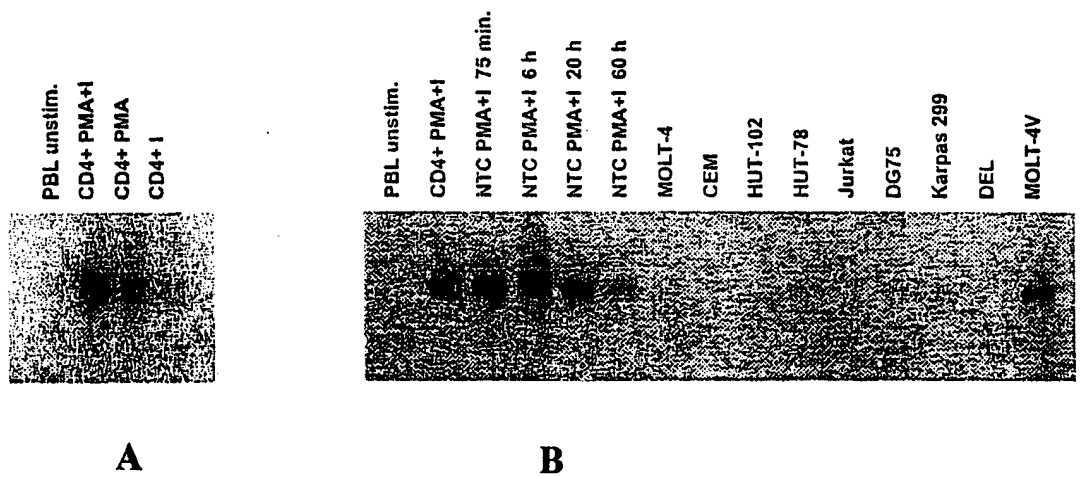 PBL unstim.
CD4+ PMA+I
CD4+ PMA
CD4+ I
PBL unstim.
CD4+ PMA+I
NTC PMA+I 75 min.
NTC PMA+I 6 h
NTC PMA+I 20 h
NTC PMA+I 60 h
MOLT-4
CEM
HUT-102
HUT-78
Jurkat
DG75
Karpas 299
DEL
MOLT-4V
A
B